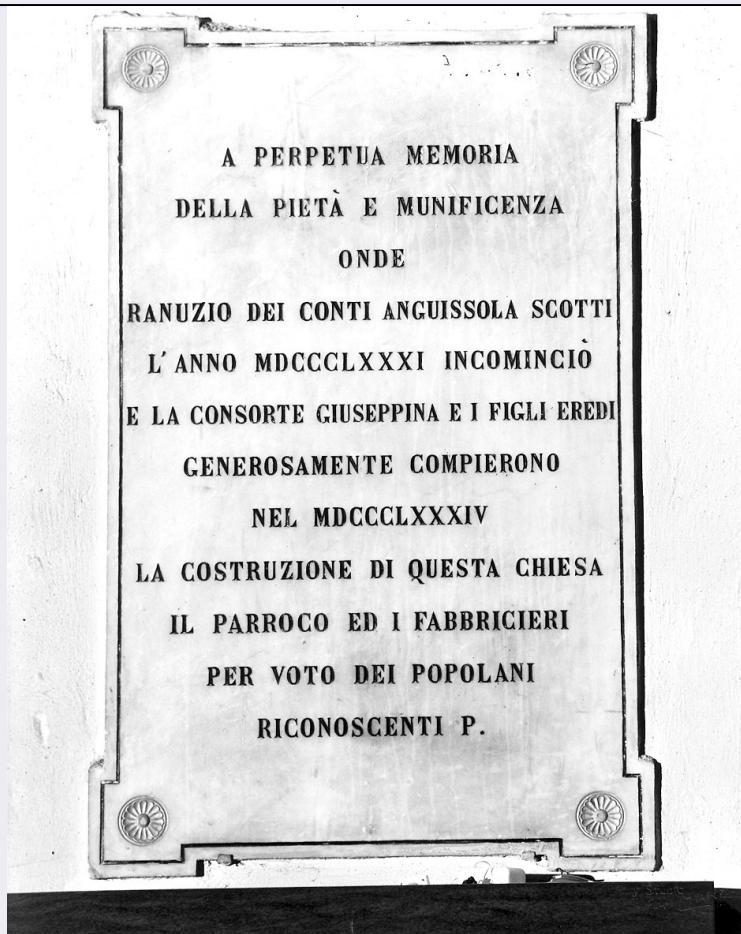 A PERPETUA MEMORIA
DELLA PIETÀ E MUNIFICENZA
ONDE
RANUZIO DEI CONTI ANGUISSOLA SCOTTI
L'ANNO MDCCCLXXXI INCOMINCIÒ
E LA CONSORTE GIUSEPPINA E I FIGLI EREDI
GENEROSAMENTE COMPIERONO
NEL MDCCCLXXXIV
LA COSTRUZIONE DI QUESTA CHIESA
IL PARROCO ED I FABBRICIERI
PER VOTO DEI POPOLANI
RICONOSCENTI P.